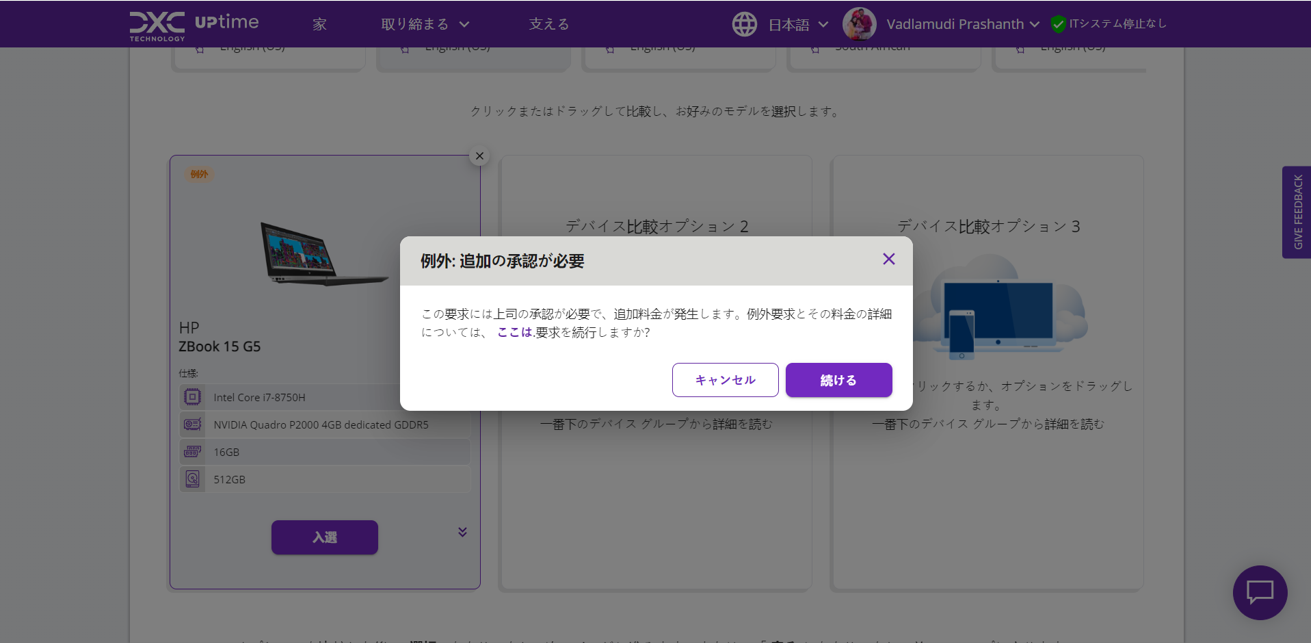 DXC TECHNOLOGY UPtime 家 取り締まる 支える 日本語 Vadlamudi Prashanth ITシステム停止なし
English (US) English (US) English (US) South African English (US)
クリックまたはドラッグして比較し、お好みのモデルを選択します。
例外
デバイス比較オプション 2
デバイス比較オプション 3
GIVE FEEDBACK
例外: 追加の承認が必要
この要求には上司の承認が必要で、追加料金が発生します。例外要求とその料金の詳細
については、 ここは.要求を続行しますか?
キャンセル 続ける
HP
ZBook 15 G5
仕様:
Intel Core i7-8750H
NVIDIA Quadro P2000 4GB dedicated GDDR5
16GB
512GB
入選
一番下のデバイス グループから詳細を読む
クリックするか、オプションをドラッグし
ます。
一番下のデバイス グループから詳細を読む